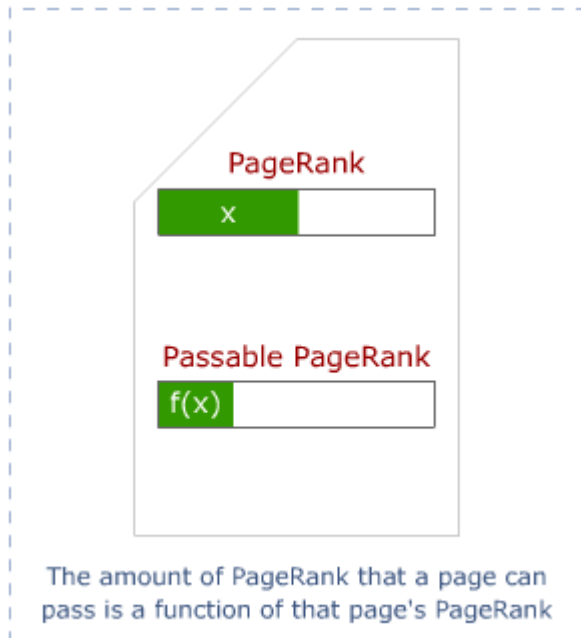 PageRank
x
Passable PageRank
f(x)
The amount of PageRank that a page can
pass is a function of that page's PageRank